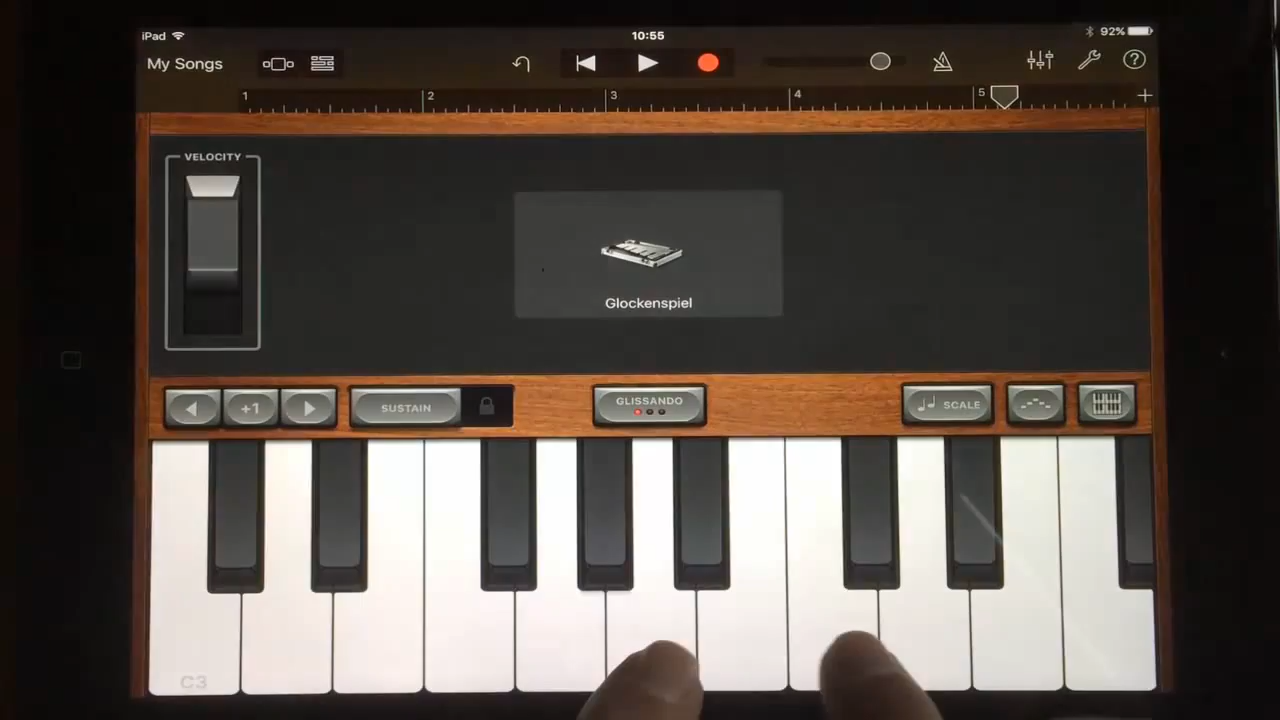 iPad
10:55
92%
My Songs
1 2 3 4 5 +
VELOCITY
Glockenspiel
+1
SUSTAIN
GLISSANDO
SCALE
C3